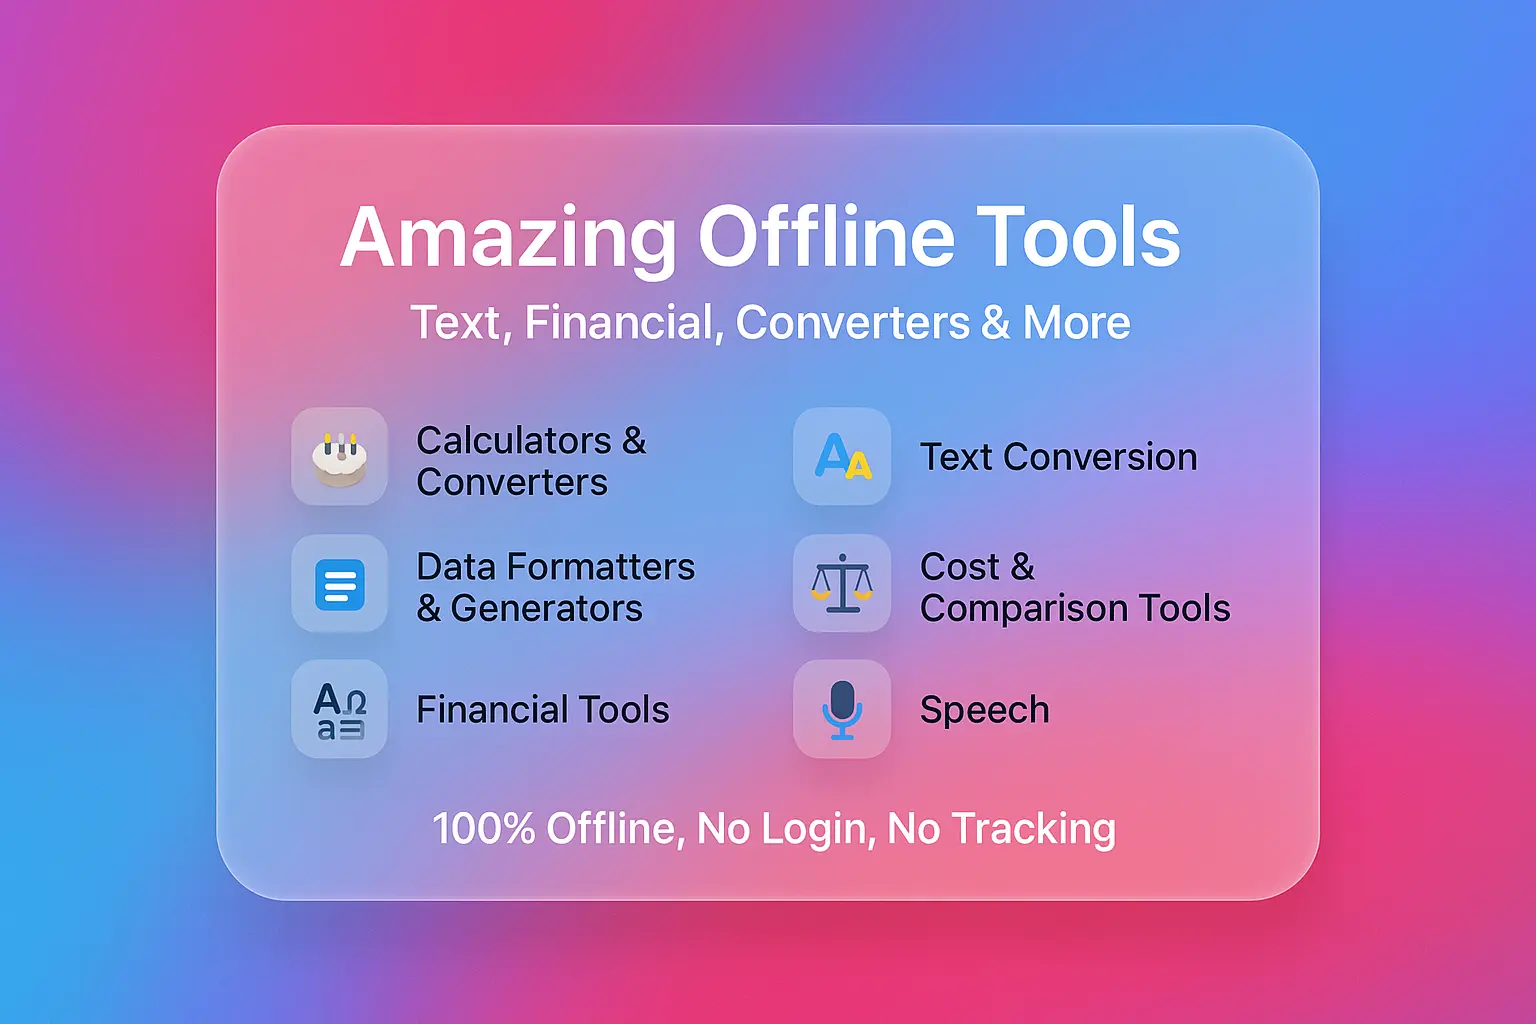 Amazing Offline Tools
Text, Financial, Converters & More
Calculators &
Converters
Text Conversion
Data Formatters
& Generators
Cost &
Comparison Tools
Financial Tools
Speech
100% Offline, No Login, No Tracking